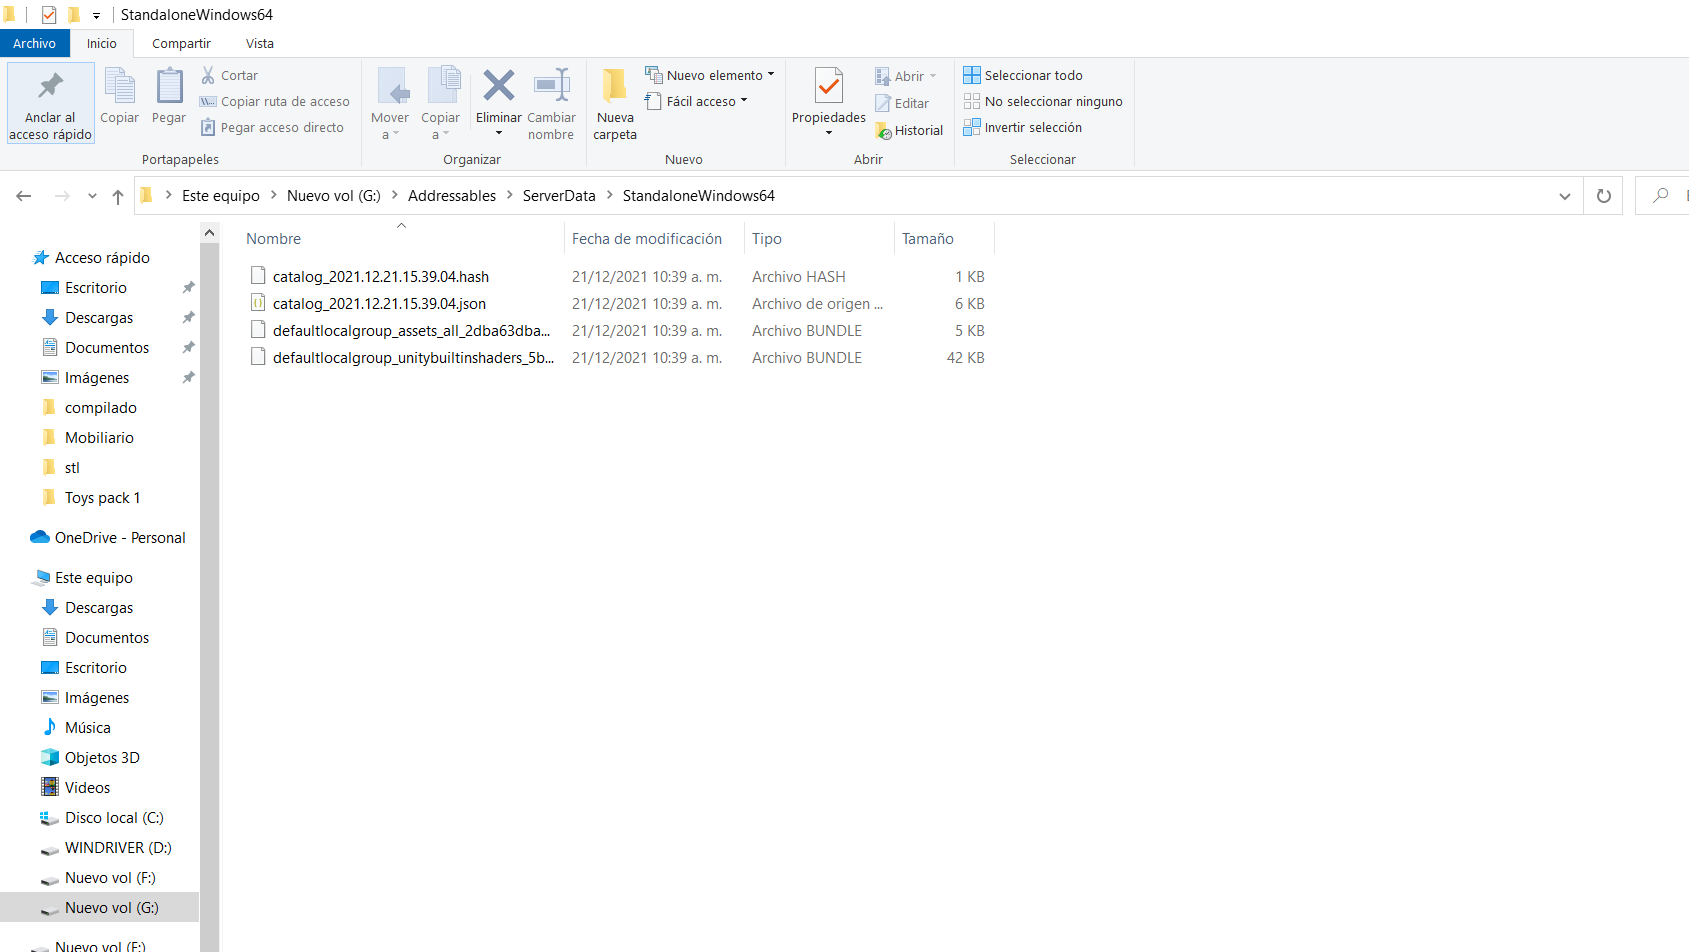 StandaloneWindows64
Archivo Inicio Compartir Vista
Anclar al acceso rápido
Copiar
Pegar
Cortar
Copiar ruta de acceso
Pegar acceso directo
Portapapeles
Mover a
Copiar a
Eliminar
Cambiar nombre
Organizar
Nueva carpeta
Nuevo elemento
Fácil acceso
Nuevo
Propiedades
Abrir
Editar
Historial
Abrir
Seleccionar todo
No seleccionar ninguno
Invertir selección
Seleccionar
Este equipo > Nuevo vol (G:) > Addressables > ServerData > StandaloneWindows64
Acceso rápido
Escritorio
Descargas
Documentos
Imágenes
compilado
Mobiliario
stl
Toys pack 1
OneDrive - Personal
Este equipo
Descargas
Documentos
Escritorio
Imágenes
Música
Objetos 3D
Videos
Disco local (C:)
WINDRIVER (D:)
Nuevo vol (F:)
Nuevo vol (G:)
Nuevo vol (E:)
Nombre Fecha de modificación Tipo Tamaño
catalog_2021.12.21.15.39.04.hash 21/12/2021 10:39 a. m. Archivo HASH 1 KB
catalog_2021.12.21.15.39.04.json 21/12/2021 10:39 a. m. Archivo de origen ... 6 KB
defaultlocalgroup_assets_all_2dba63dba... 21/12/2021 10:39 a. m. Archivo BUNDLE 5 KB
defaultlocalgroup_unitybuiltinshaders_5b... 21/12/2021 10:39 a. m. Archivo BUNDLE 42 KB